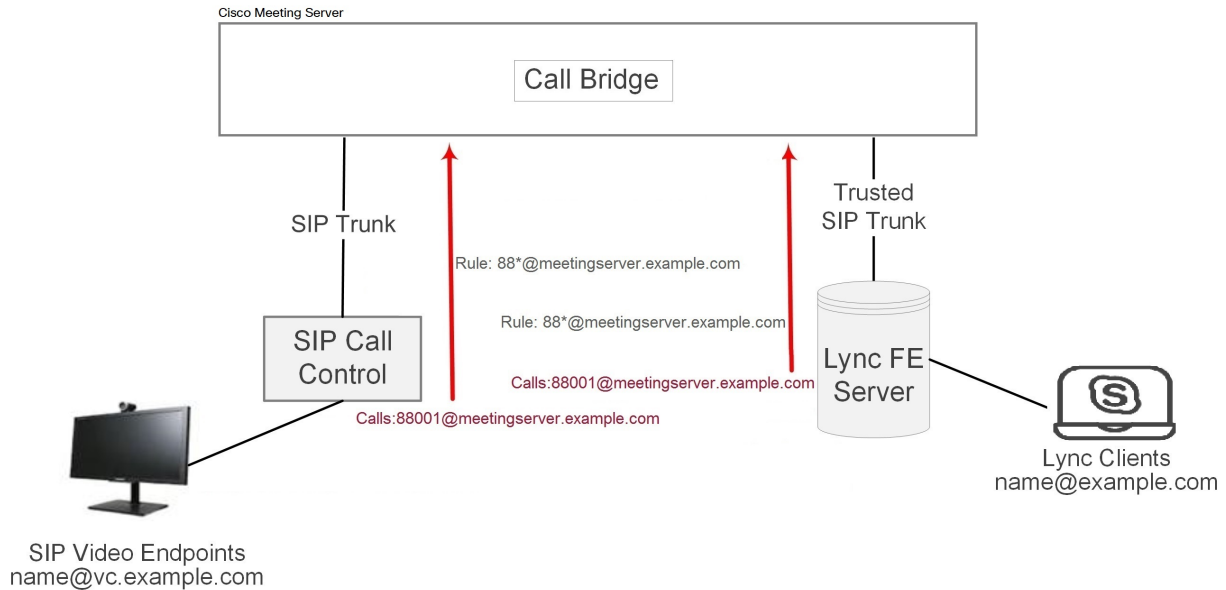 Cisco Meeting Server
Call Bridge
SIP Trunk
Trusted
SIP Trunk
Rule: 88*@meetingserver.example.com
Rule: 88*@meetingserver.example.com
SIP Call
Control
Lync FE
Server
Calls:88001@meetingserver.example.com
Calls:88001@meetingserver.example.com
S
Lync Clients
name@example.com
SIP Video Endpoints
name@vc.example.com